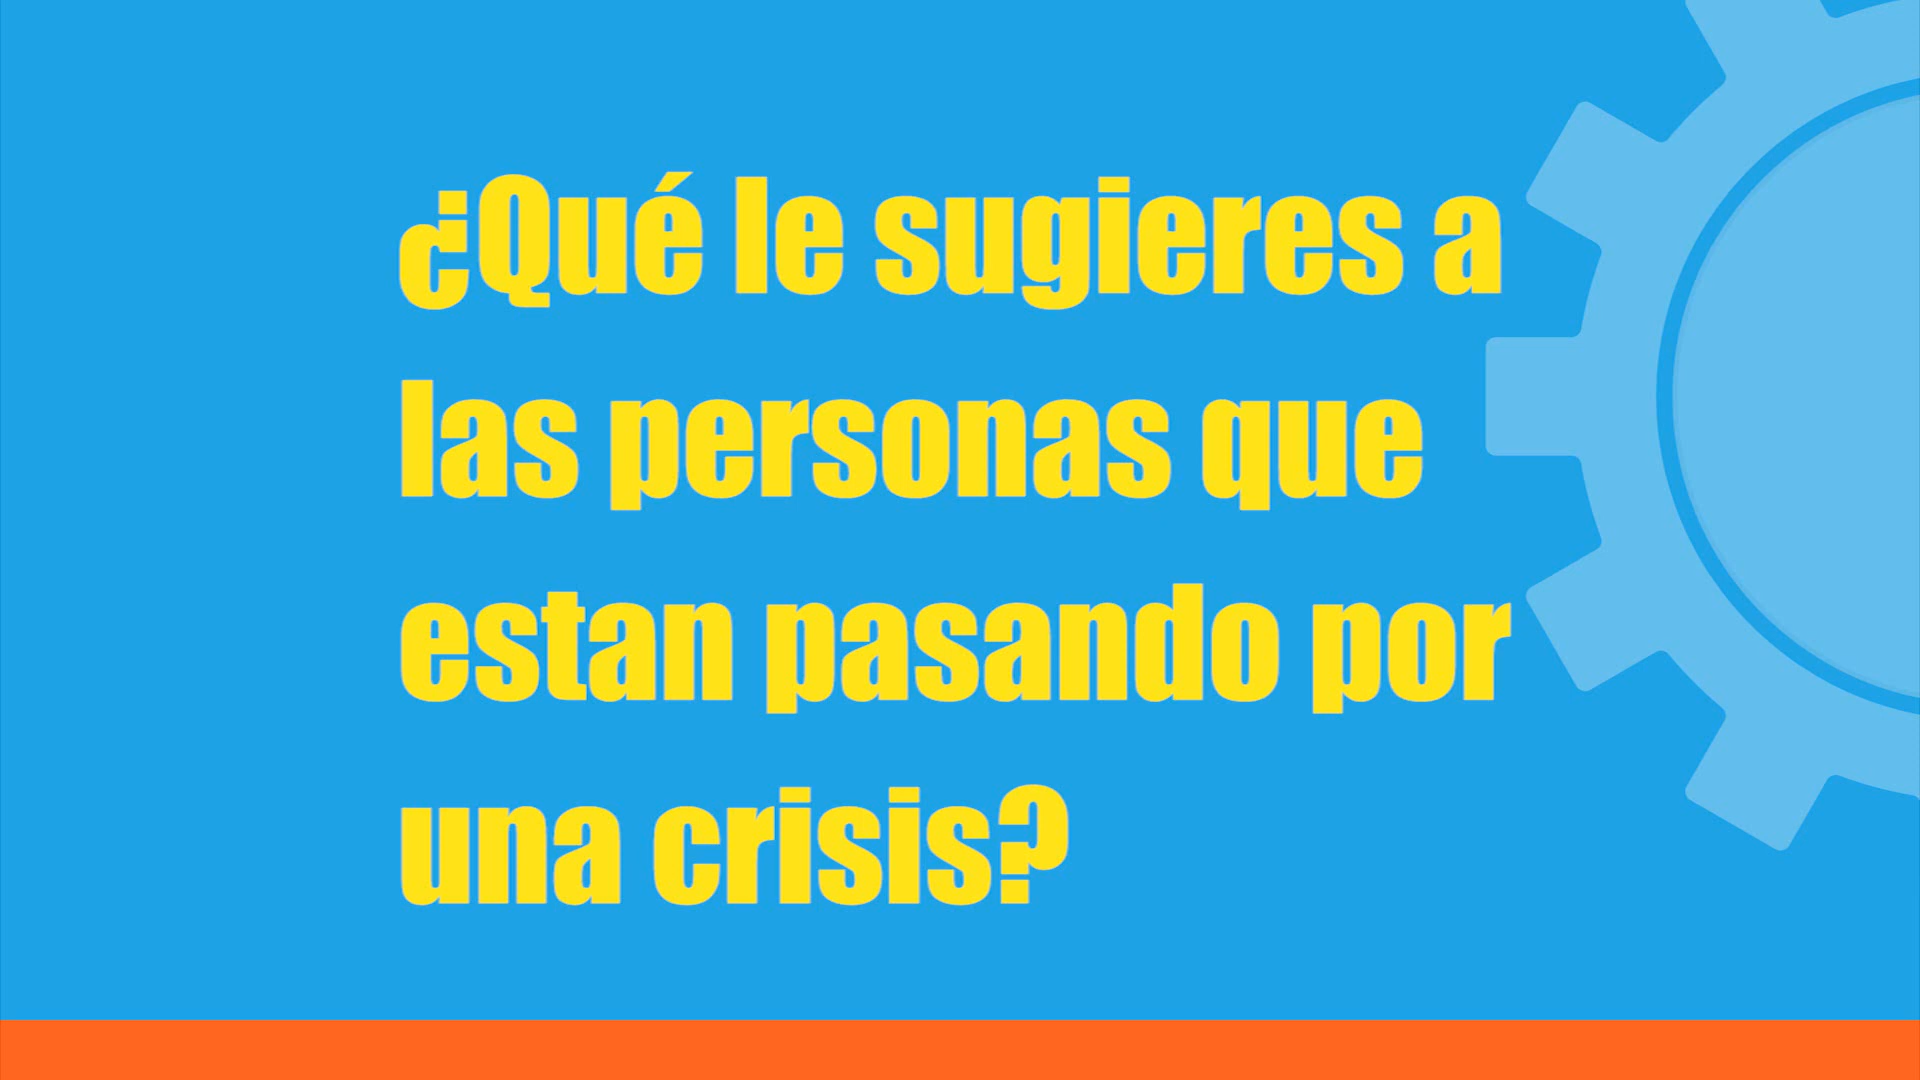 ¿Qué le sugieres a
las personas que
estan pasando por
una crisis?